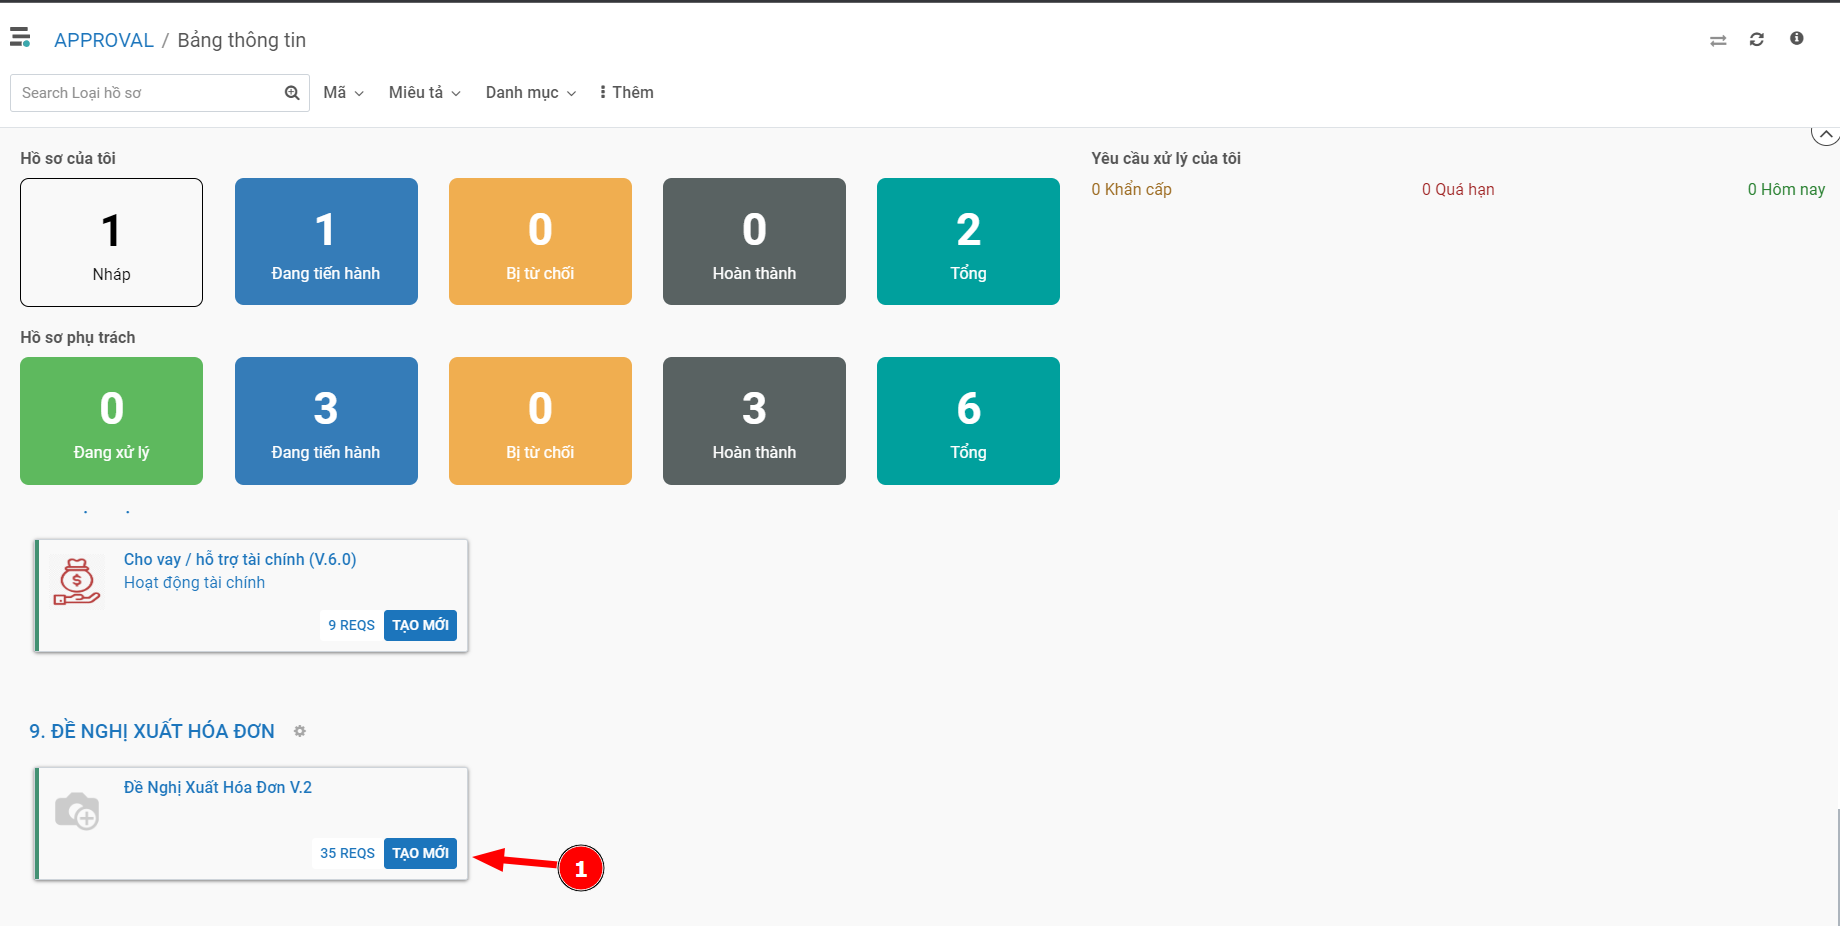 APPROVAL / Bảng thông tin
Search Loại hồ sơ
Mã
Miêu tả
Danh mục
Thêm
Hồ sơ của tôi
1
Nháp
1
Đang tiến hành
0
Bị từ chối
0
Hoàn thành
2
Tổng
Yêu cầu xử lý của tôi
0 Khẩn cấp
0 Quá hạn
0 Hôm nay
Hồ sơ phụ trách
0
Đang xử lý
3
Đang tiến hành
0
Bị từ chối
3
Hoàn thành
6
Tổng
Cho vay / hỗ trợ tài chính (V.6.0)
Hoạt động tài chính
9 REQS
TẠO MỚI
9. ĐỀ NGHỊ XUẤT HÓA ĐƠN
Đề Nghị Xuất Hóa Đơn V.2
35 REQS
TẠO MỚI
1